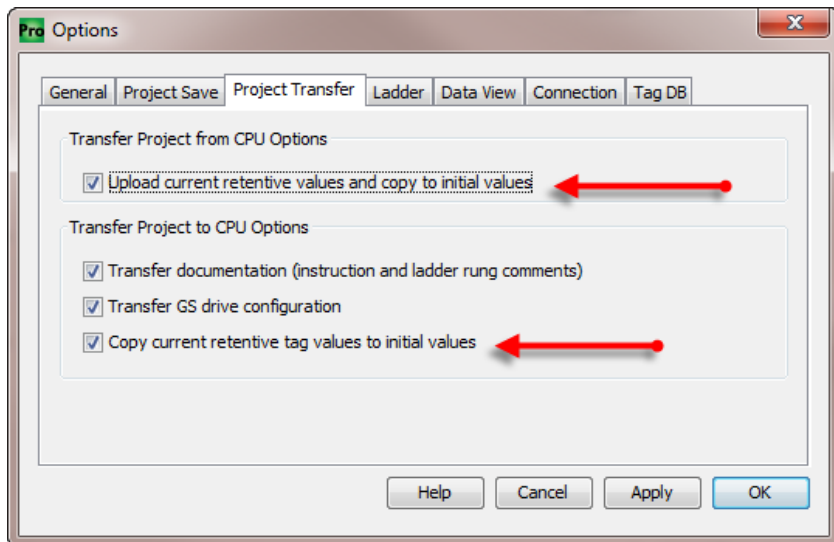 Pro Options
General Project Save Project Transfer Ladder Data View Connection Tag DB
Transfer Project from CPU Options
Upload current retentive values and copy to initial values
Transfer Project to CPU Options
Transfer documentation (instruction and ladder rung comments)
Transfer GS drive configuration
Copy current retentive tag values to initial values
Help Cancel Apply OK